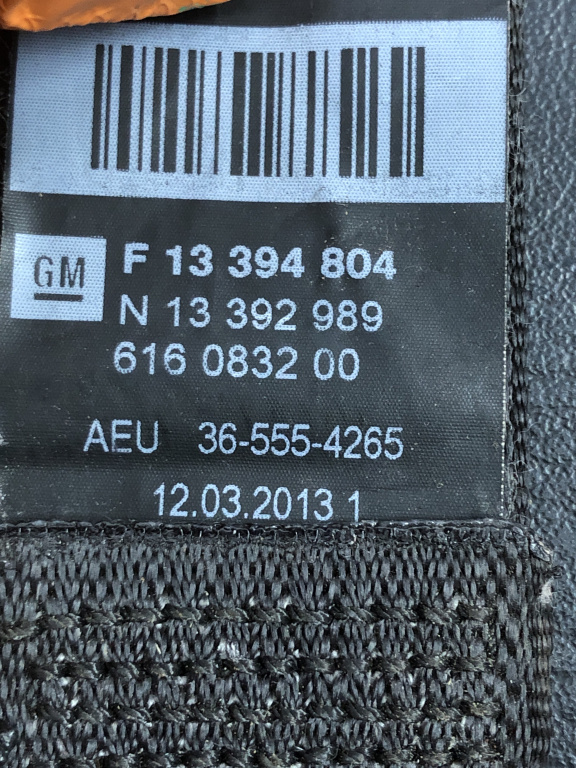 GM
F 13 394 804
N 13 392 989
616 0832 00
AEU 36-555-4265
12.03.2013 1